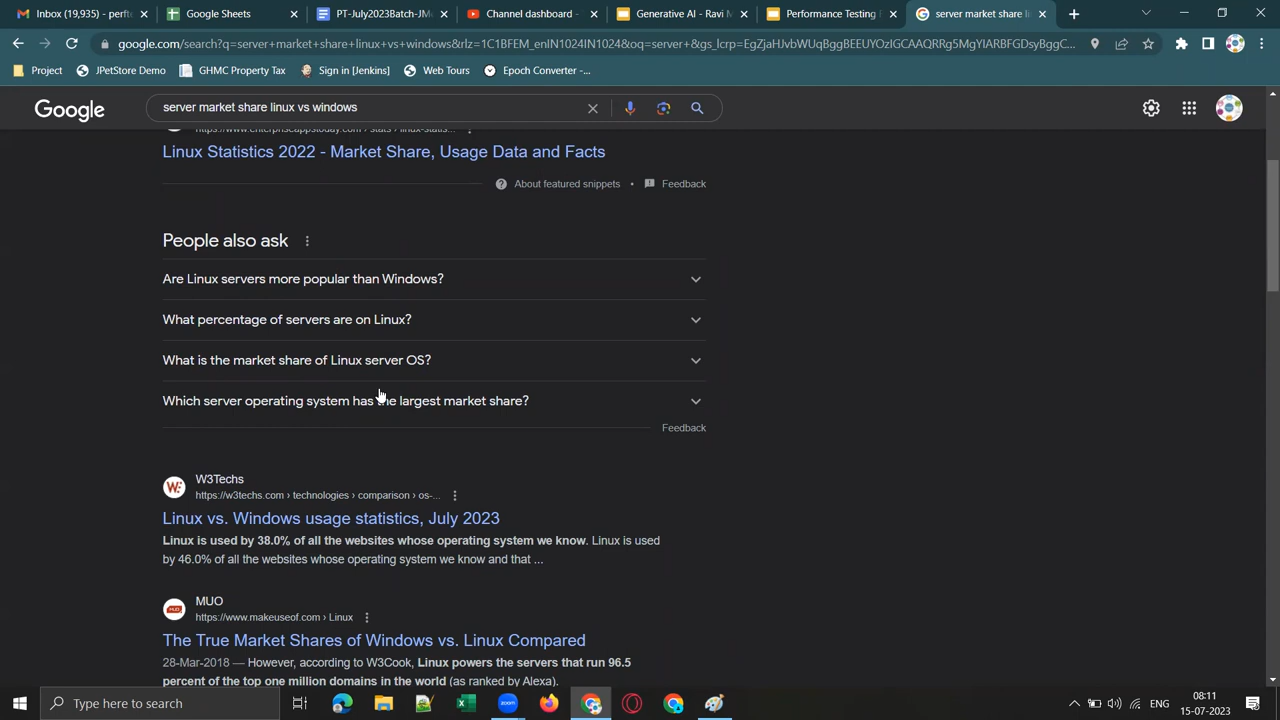 Inbox (19,935) - perft
Google Sheets
PT-July2023Batch-JMe
Channel dashboard -
Generative AI - Ravi M
Performance Testing (
server market share li
google.com/search?q=server+market+share+linux+vs+windows&rlz=1C1BFEM_enIN1024IN1024&oq=server+&gs_lcrp=EgZjaHJvbWUqBggBEEUYOzIGCAAQRRg5MgYIARBFGDsyBggC...
Project
JPetStore Demo
GHMC Property Tax
Sign in [Jenkins]
Web Tours
Epoch Converter -...
Google
server market share linux vs windows
https://www.enterpriseappstoday.com › stats › linux-statis...
Linux Statistics 2022 - Market Share, Usage Data and Facts
About featured snippets • Feedback
People also ask
Are Linux servers more popular than Windows?
What percentage of servers are on Linux?
What is the market share of Linux server OS?
Which server operating system has the largest market share?
Feedback
W3Techs
https://w3techs.com › technologies › comparison › os-...
Linux vs. Windows usage statistics, July 2023
Linux is used by 38.0% of all the websites whose operating system we know. Linux is used
by 46.0% of all the websites whose operating system we know and that ...
MUO
https://www.makeuseof.com › Linux
The True Market Shares of Windows vs. Linux Compared
28-Mar-2018 — However, according to W3Cook, Linux powers the servers that run 96.5
percent of the top one million domains in the world (as ranked by Alexa).
Type here to search
zoom
ENG
08:11
15-07-2023